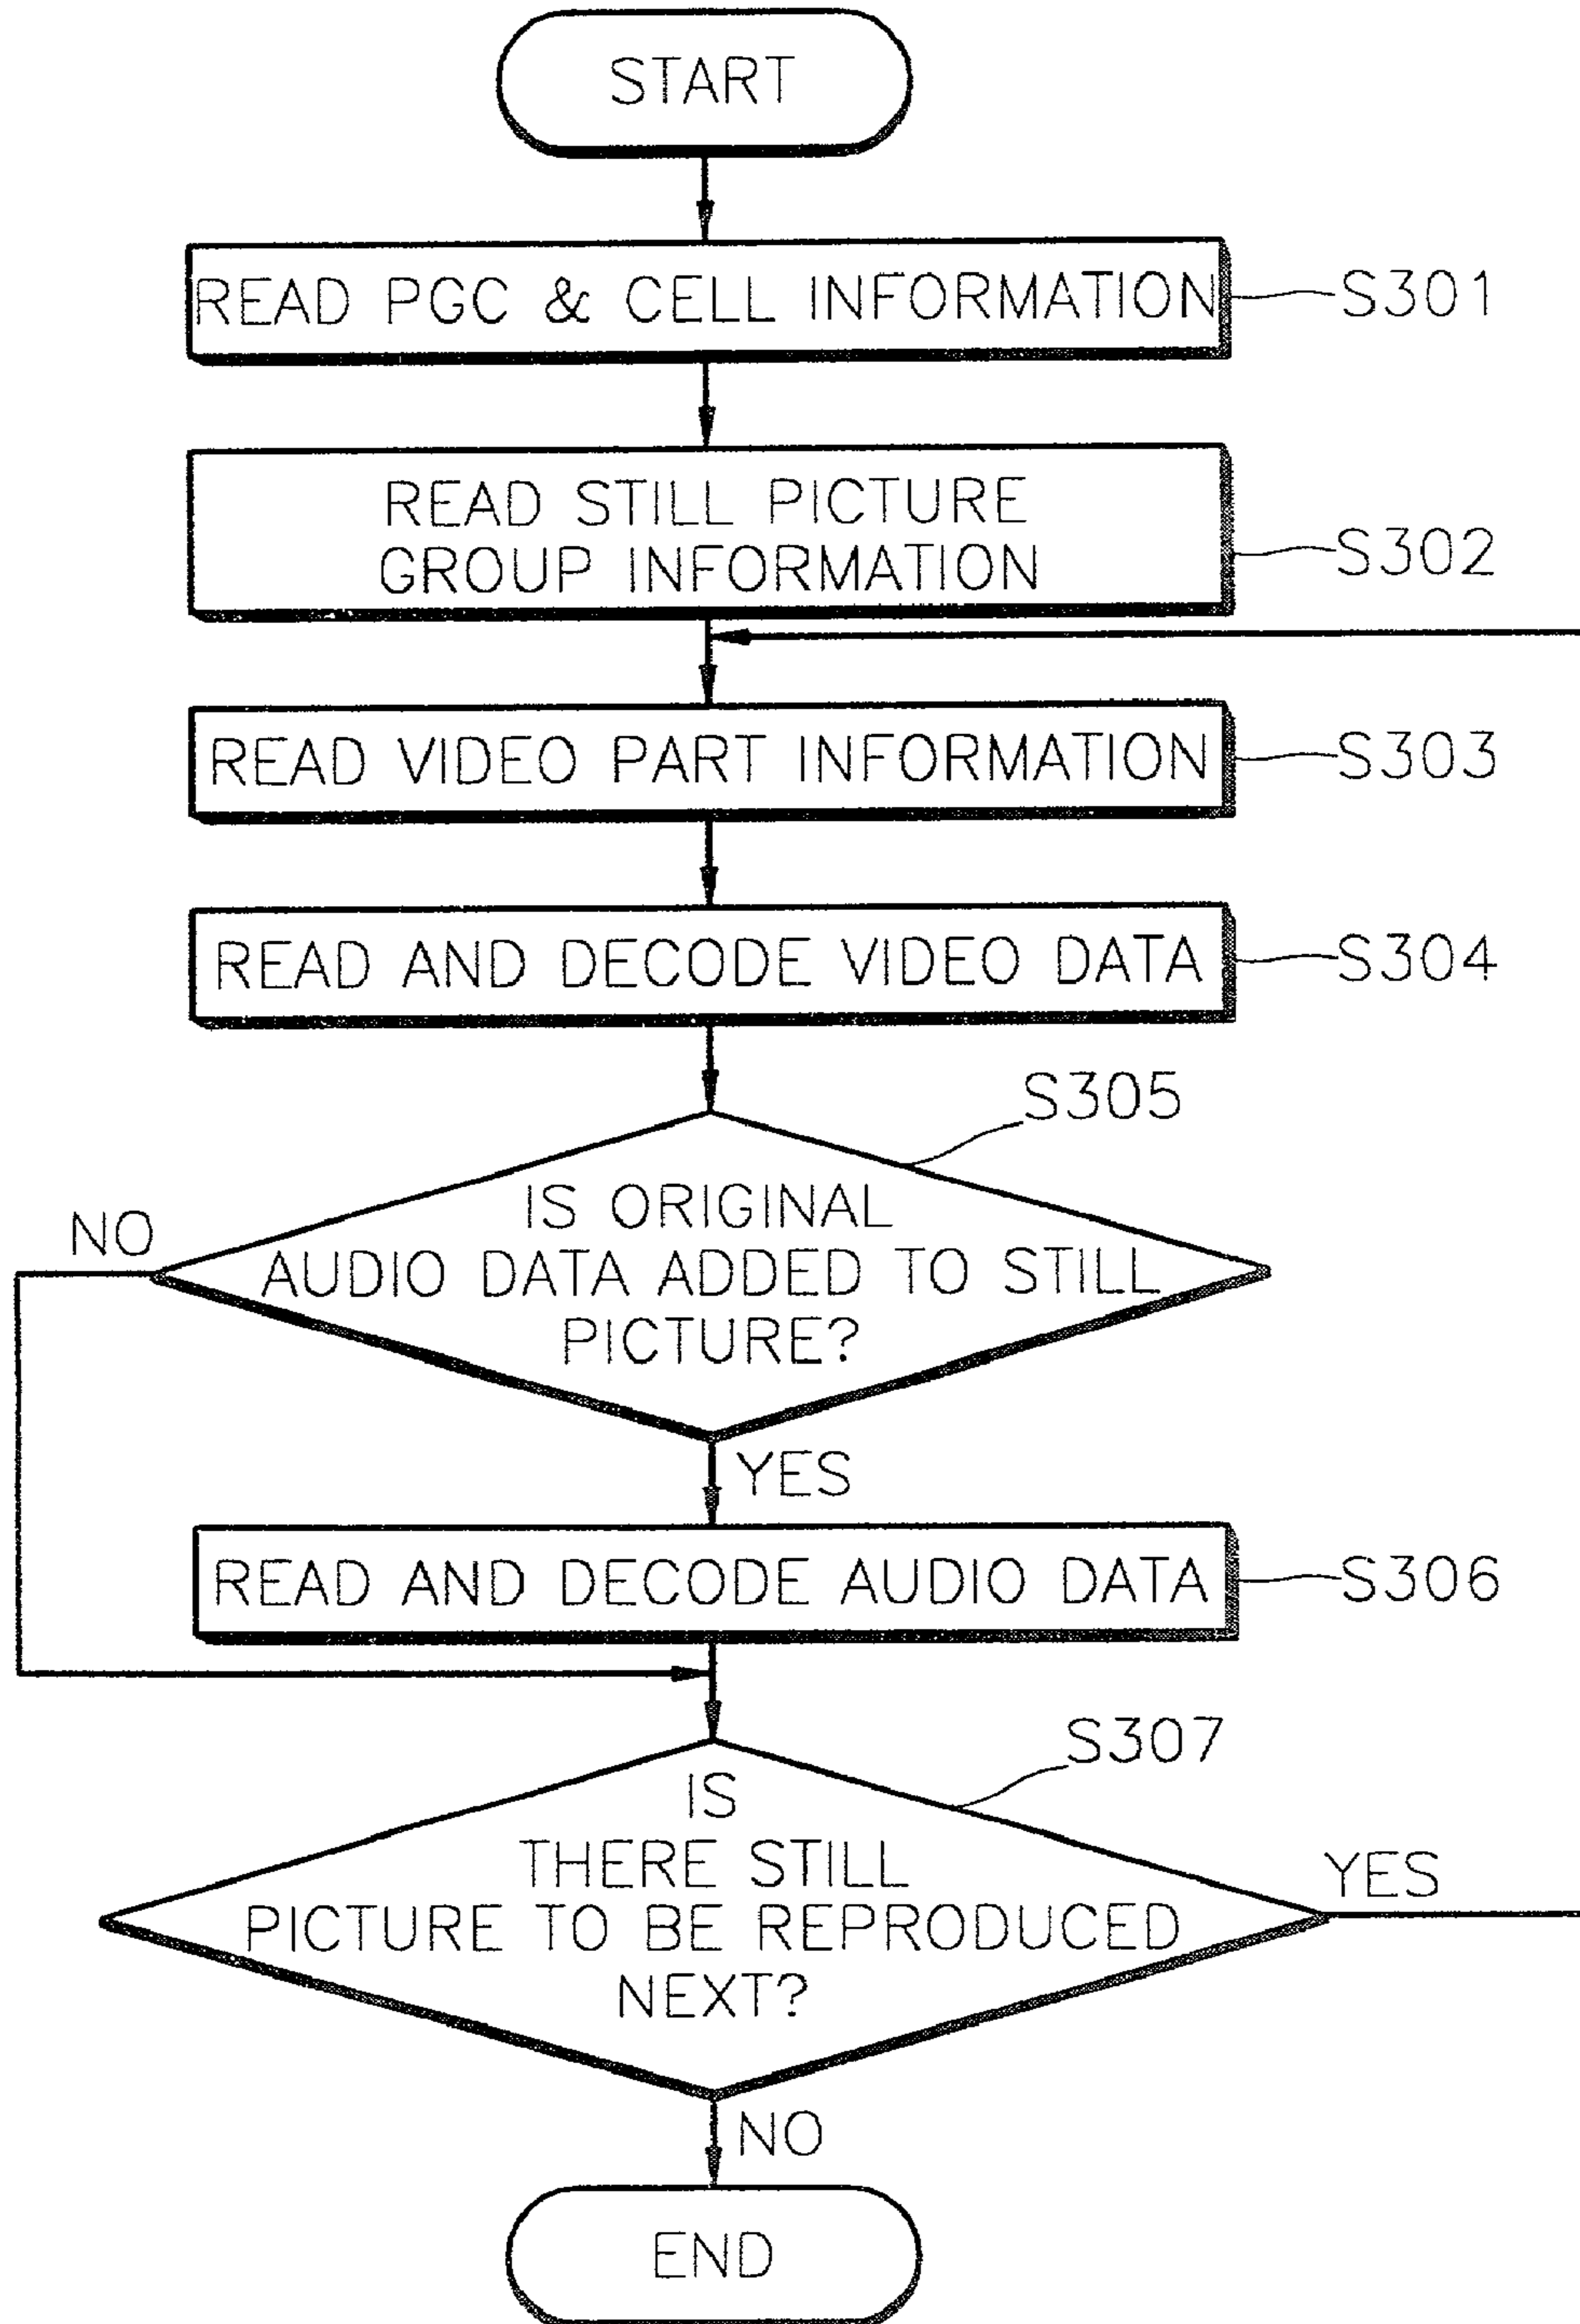 START
READ PGC & CELL INFORMATION
S301
READ STILL PICTURE
GROUP INFORMATION
S302
READ VIDEO PART INFORMATION
S303
READ AND DECODE VIDEO DATA
S304
S305
IS ORIGINAL
AUDIO DATA ADDED TO STILL
PICTURE?
NO
YES
READ AND DECODE AUDIO DATA
S306
S307
IS
THERE STILL
PICTURE TO BE REPRODUCED
NEXT?
YES
NO
END